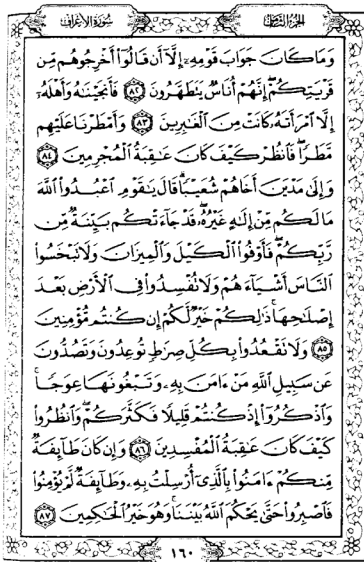 الجزء الثامن
سورة الأعراف
وَمَا كَانَ جَوَابَ قَوْمِهِۦٓ إِلَّآ أَن قَالُوٓا۟ أَخْرِجُوهُم مِّن
قَرْيَتِكُمْ إِنَّهُمْ أُنَاسٌ يَتَطَهَّرُونَ ٨٢ فَأَنجَيْنَٰهُ وَأَهْلَهُۥٓ
إِلَّا ٱمْرَأَتَهُۥ كَانَتْ مِنَ ٱلْغَٰبِرِينَ ٨٣ وَأَمْطَرْنَا عَلَيْهِم
مَّطَرًا فَٱنظُرْ كَيْفَ كَانَ عَٰقِبَةُ ٱلْمُجْرِمِينَ ٨٤
وَإِلَىٰ مَدْيَنَ أَخَاهُمْ شُعَيْبًا قَالَ يَٰقَوْمِ ٱعْبُدُوا۟ ٱللَّهَ
مَا لَكُم مِّنْ إِلَٰهٍ غَيْرُهُۥ قَدْ جَآءَتْكُم بَيِّنَةٌ مِّن
رَّبِّكُمْ فَأَوْفُوا۟ ٱلْكَيْلَ وَٱلْمِيزَانَ وَلَا تَبْخَسُوا۟
ٱلنَّاسَ أَشْيَآءَهُمْ وَلَا تُفْسِدُوا۟ فِى ٱلْأَرْضِ بَعْدَ
إِصْلَٰحِهَا ذَٰلِكُمْ خَيْرٌ لَّكُمْ إِن كُنتُم مُّؤْمِنِينَ
٨٥ وَلَا تَقْعُدُوا۟ بِكُلِّ صِرَٰطٍ تُوعِدُونَ وَتَصُدُّونَ
عَن سَبِيلِ ٱللَّهِ مَنْ ءَامَنَ بِهِۦ وَتَبْغُونَهَا عِوَجًا
وَٱذْكُرُوٓا۟ إِذْ كُنتُمْ قَلِيلًا فَكَثَّرَكُمْ وَٱنظُرُوا۟
كَيْفَ كَانَ عَٰقِبَةُ ٱلْمُفْسِدِينَ ٨٦ وَإِن كَانَ طَآئِفَةٌ
مِّنكُمْ ءَامَنُوا۟ بِٱلَّذِىٓ أُرْسِلْتُ بِهِۦ وَطَآئِفَةٌ لَّمْ يُؤْمِنُوا۟
فَٱصْبِرُوا۟ حَتَّىٰ يَحْكُمَ ٱللَّهُ بَيْنَنَا وَهُوَ خَيْرُ ٱلْحَٰكِمِينَ ٨٧
١٦٠